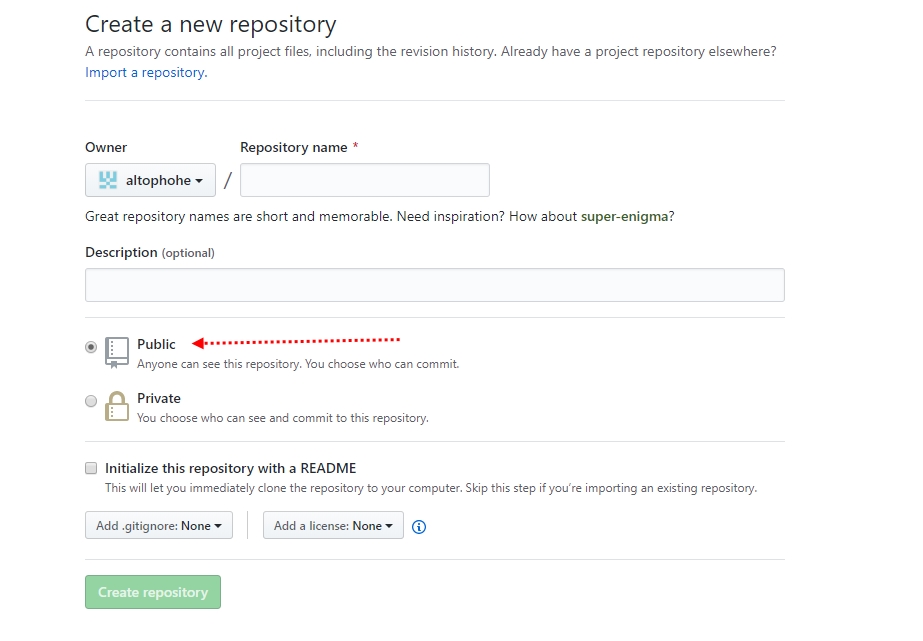 Create a new repository
A repository contains all project files, including the revision history. Already have a project repository elsewhere?
Import a repository.
Owner
Repository name *
altophohe
/
Great repository names are short and memorable. Need inspiration? How about super-enigma?
Description (optional)
Public
Anyone can see this repository. You choose who can commit.
Private
You choose who can see and commit to this repository.
Initialize this repository with a README
This will let you immediately clone the repository to your computer. Skip this step if you’re importing an existing repository.
Add .gitignore: None
Add a license: None
Create repository